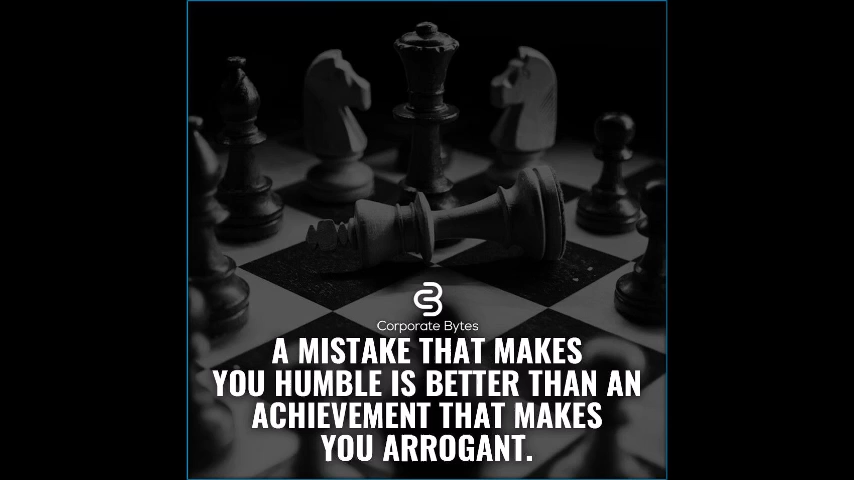 Corporate Bytes
A MISTAKE THAT MAKES
YOU HUMBLE IS BETTER THAN AN
ACHIEVEMENT THAT MAKES
YOU ARROGANT.